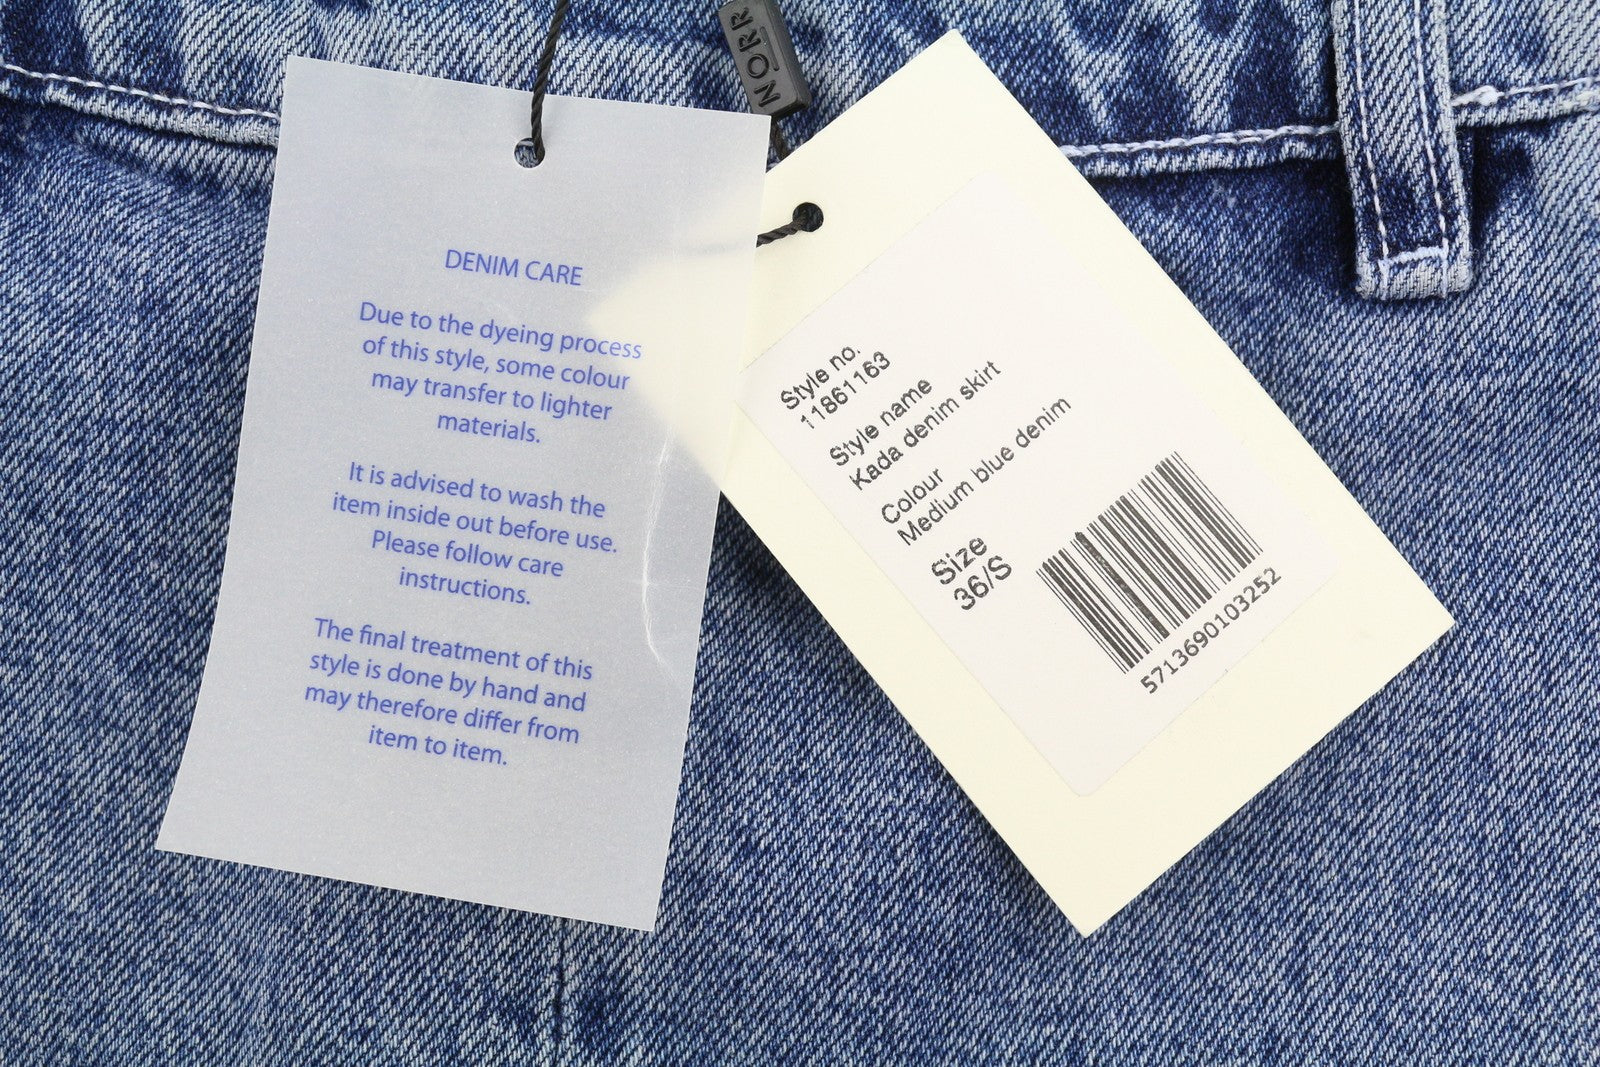 NORR
DENIM CARE
Due to the dyeing process
of this style, some colour
may transfer to lighter
materials.
It is advised to wash the
item inside out before use.
Please follow care
instructions.
The final treatment of this
style is done by hand and
may therefore differ from
item to item.
Style no.
11861163
Style name
Kada denim skirt
Colour
Medium blue denim
Size
36/S
5713690103252